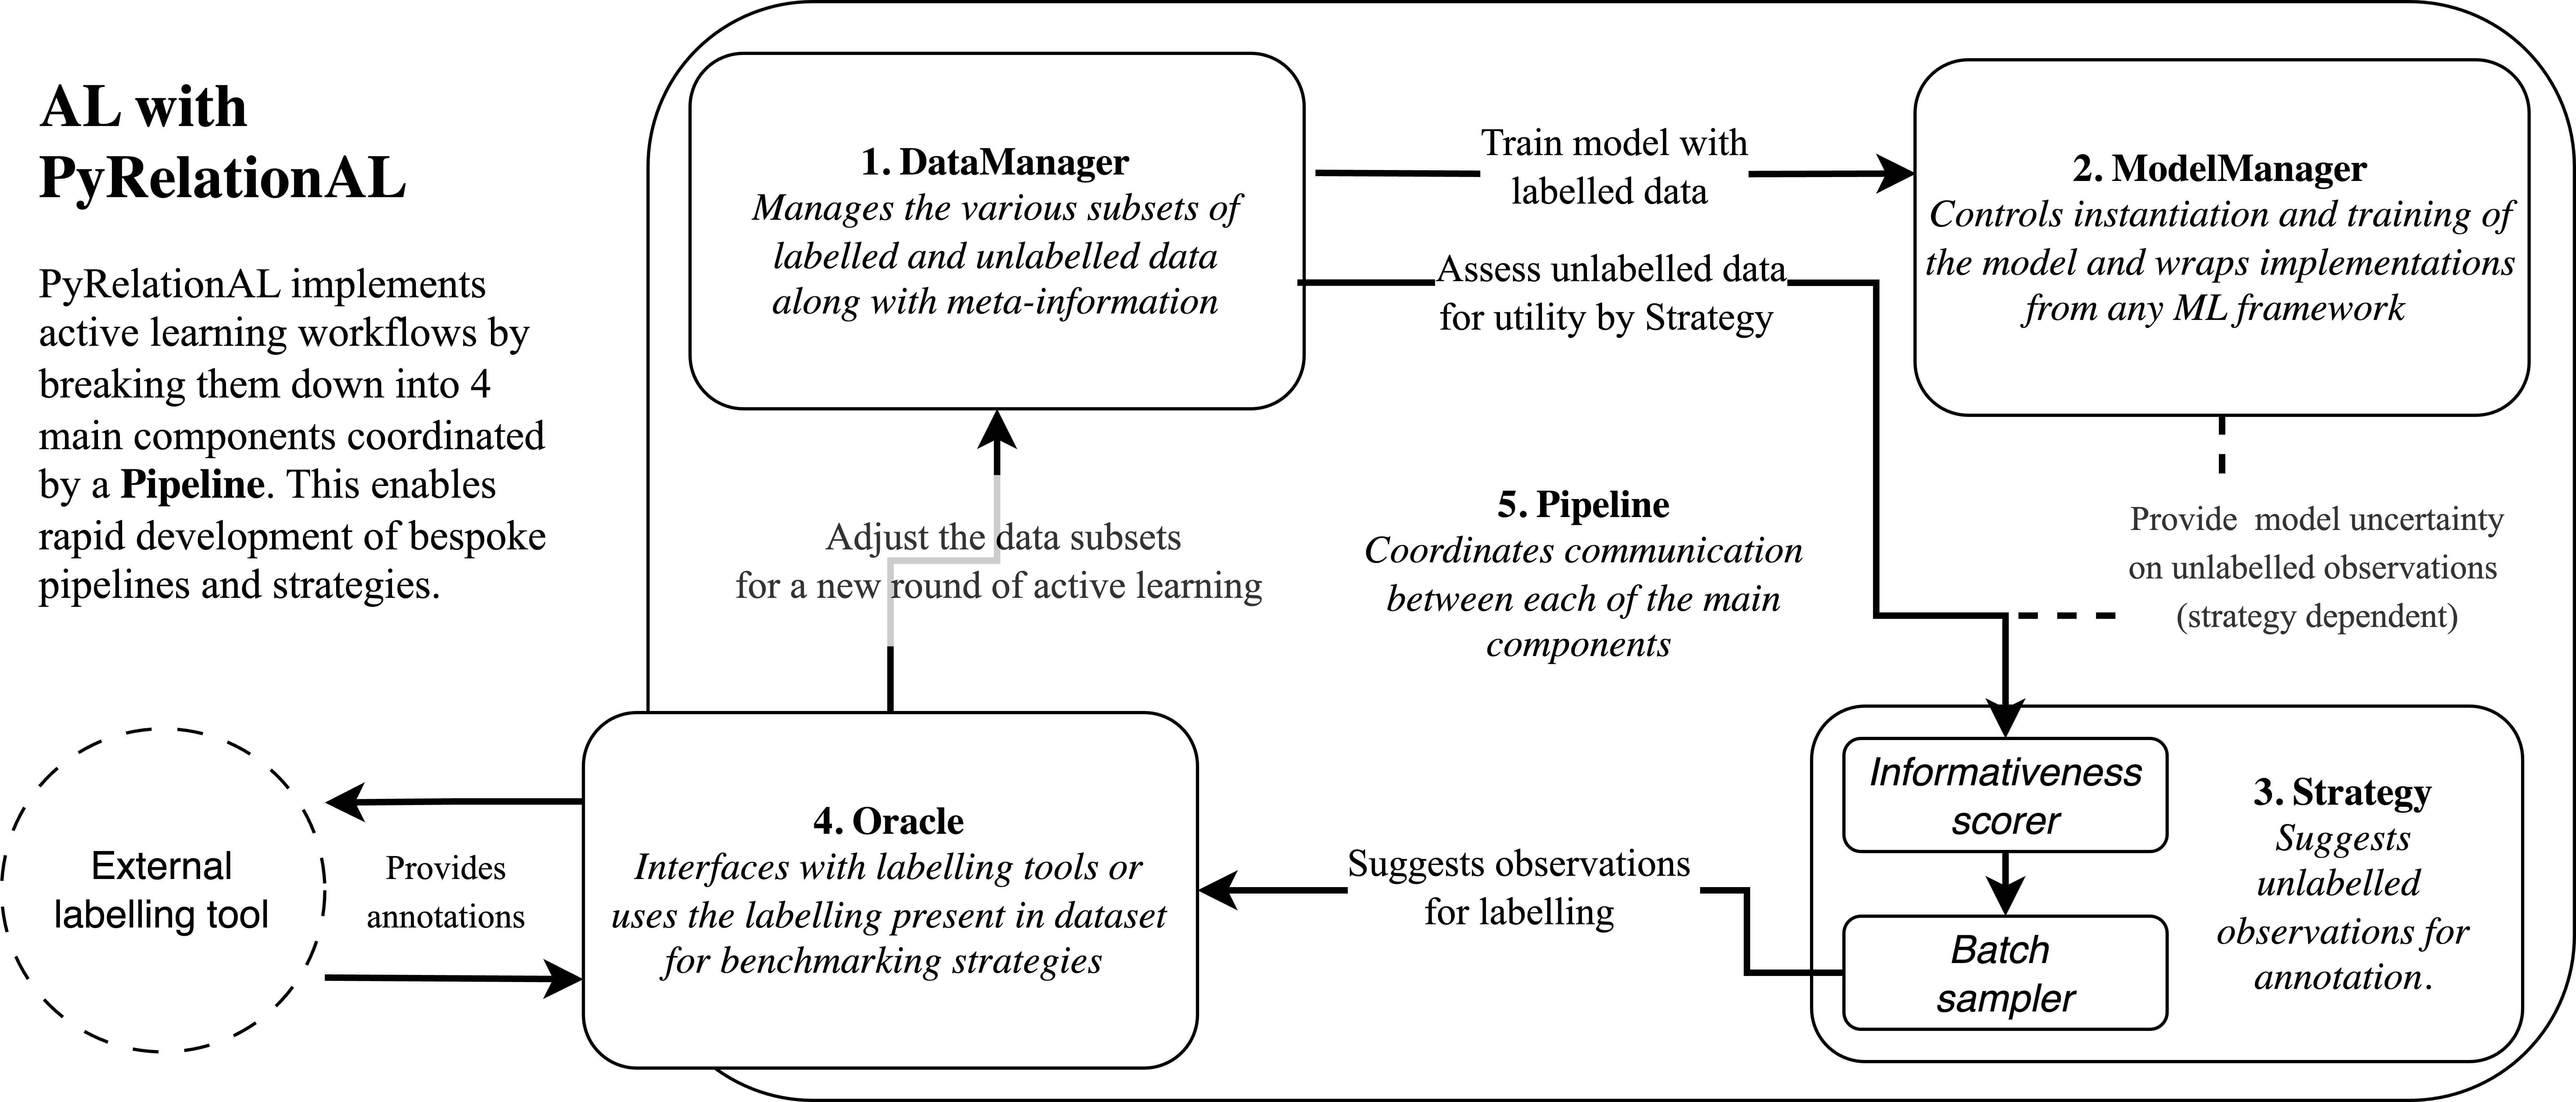 AL with
PyRelationAL
PyRelationAL implements
active learning workflows by
breaking them down into 4
main components coordinated
by a Pipeline. This enables
rapid development of bespoke
pipelines and strategies.
1. DataManager
Manages the various subsets of
labelled and unlabelled data
along with meta-information
Train model with
labelled data
Assess unlabelled data
for utility by Strategy
2. ModelManager
Controls instantiation and training of
the model and wraps implementations
from any ML framework
Adjust the data subsets
for a new round of active learning
5. Pipeline
Coordinates communication
between each of the main
components
Provide model uncertainty
on unlabelled observations
(strategy dependent)
External
labelling tool
Provides
annotations
4. Oracle
Interfaces with labelling tools or
uses the labelling present in dataset
for benchmarking strategies
Suggests observations
for labelling
Informativeness
scorer
Batch
sampler
3. Strategy
Suggests
unlabelled
observations for
annotation.